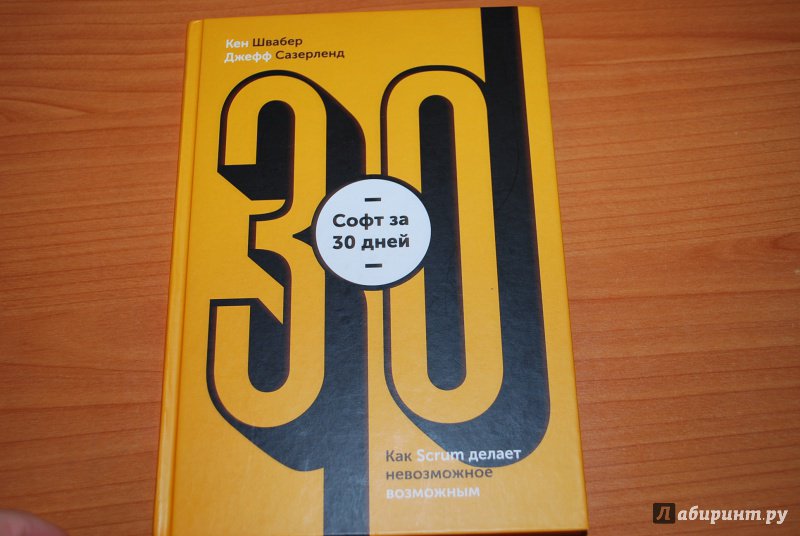 Кен Швабер
Джефф Сазерленд
30
Софт за
30 дней
Как Scrum делает
невозможное
возможным
Лабиринт.ру